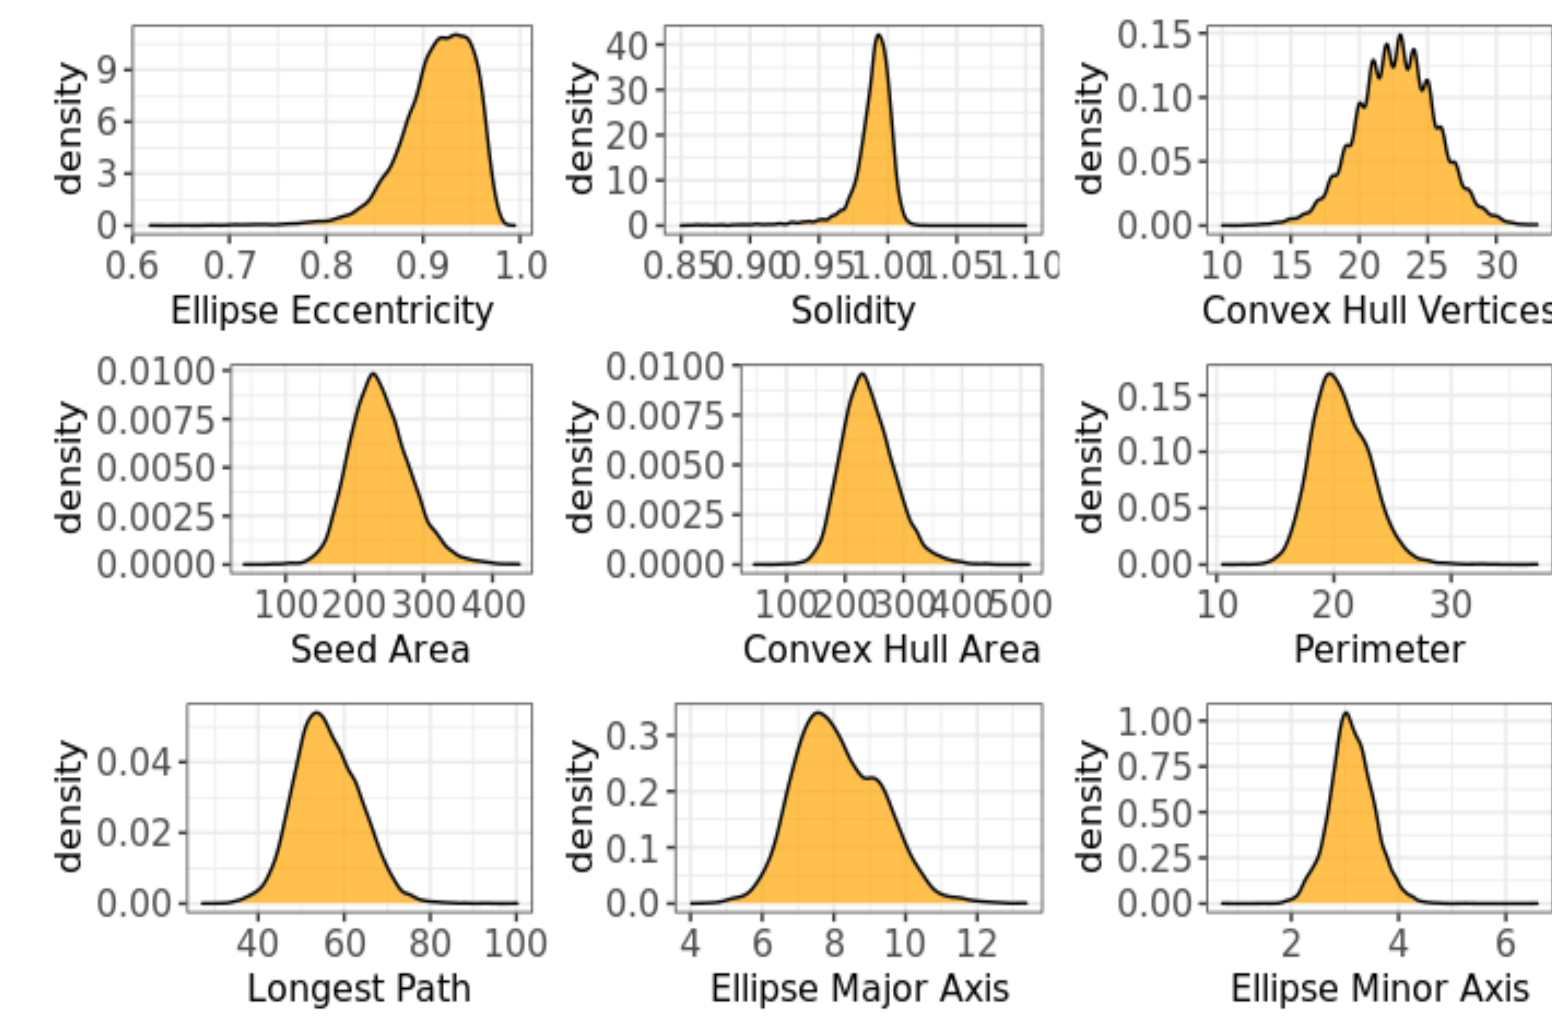 density
9
6
3
0
0.6 0.7 0.8 0.9 1.0
Ellipse Eccentricity
density
40
30
20
10
0
0.85 0.90 0.95 1.00 1.05 1.10
Solidity
density
0.15
0.10
0.05
0.00
10 15 20 25 30
Convex Hull Vertices
density
0.0100
0.0075
0.0050
0.0025
0.0000
100 200 300 400
Seed Area
density
0.0100
0.0075
0.0050
0.0025
0.0000
100 200 300 400 500
Convex Hull Area
density
0.15
0.10
0.05
0.00
10 20 30
Perimeter
density
0.04
0.02
0.00
40 60 80 100
Longest Path
density
0.3
0.2
0.1
0.0
4 6 8 10 12
Ellipse Major Axis
density
1.00
0.75
0.50
0.25
0.00
2 4 6
Ellipse Minor Axis